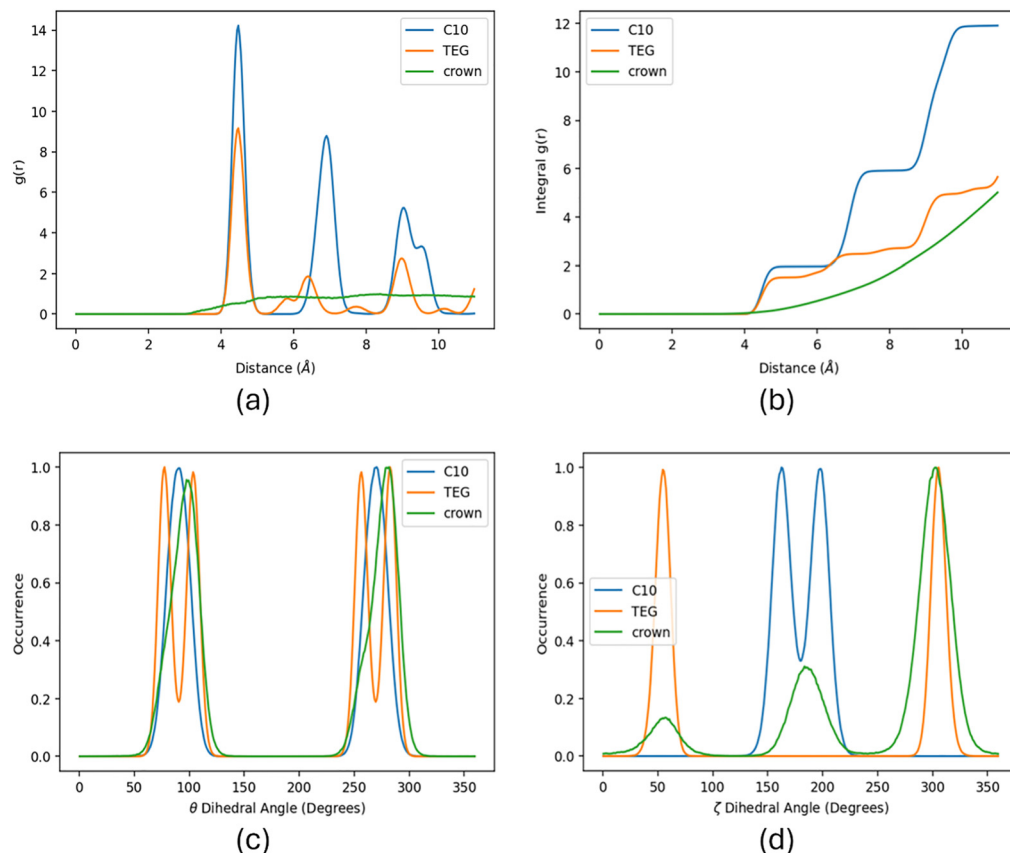 14
12
10
8
6
4
2
0
g(r)
0 2 4 6 8 10
Distance (Å)
C10
TEG
crown
(a)
12
10
8
6
4
2
0
Integral g(r)
0 2 4 6 8 10
Distance (Å)
C10
TEG
crown
(b)
1.0
0.8
0.6
0.4
0.2
0.0
Occurrence
0 50 100 150 200 250 300 350
θ Dihedral Angle (Degrees)
C10
TEG
crown
(c)
1.0
0.8
0.6
0.4
0.2
0.0
Occurrence
0 50 100 150 200 250 300 350
ζ Dihedral Angle (Degrees)
C10
TEG
crown
(d)